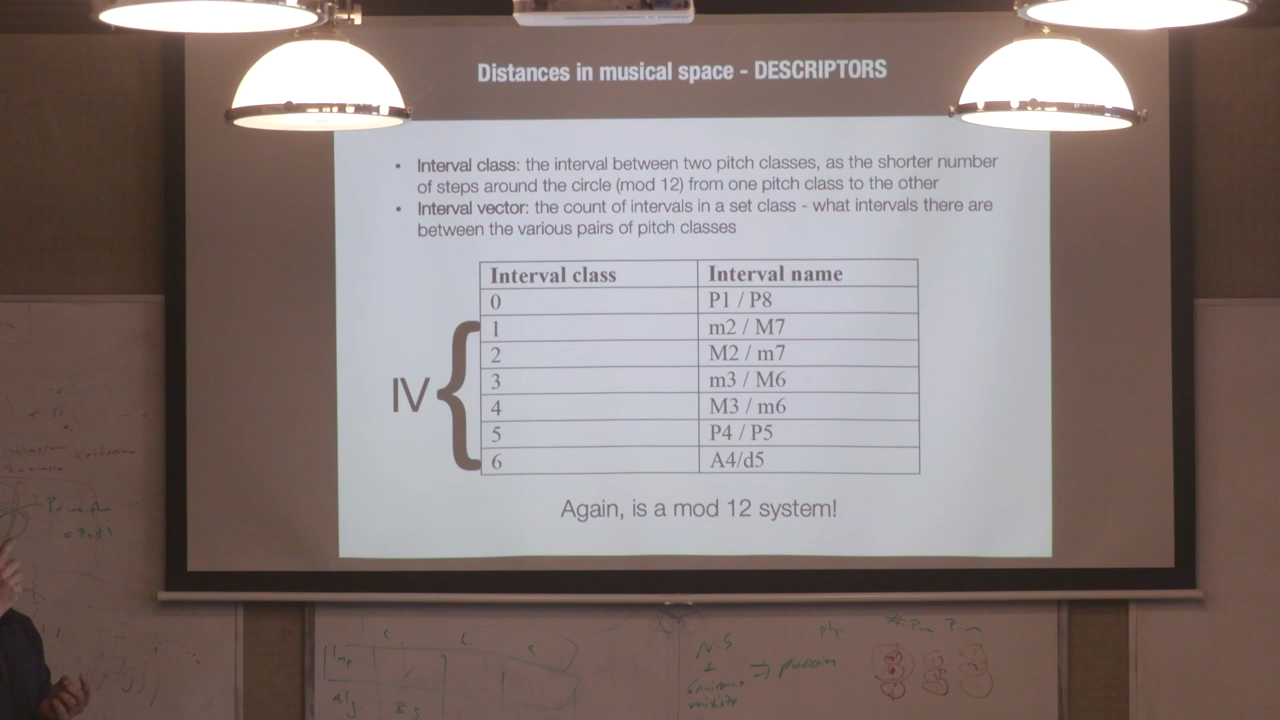 Distances in musical space - DESCRIPTORS
• Interval class: the interval between two pitch classes, as the shorter number
of steps around the circle (mod 12) from one pitch class to the other
• Interval vector: the count of intervals in a set class - what intervals there are
between the various pairs of pitch classes
Interval class Interval name
0 P1 / P8
1 m2 / M7
2 M2 / m7
3 m3 / M6
4 M3 / m6
5 P4 / P5
6 A4/d5
IV {
Again, is a mod 12 system!
Imp.
Alg.
N.S
+